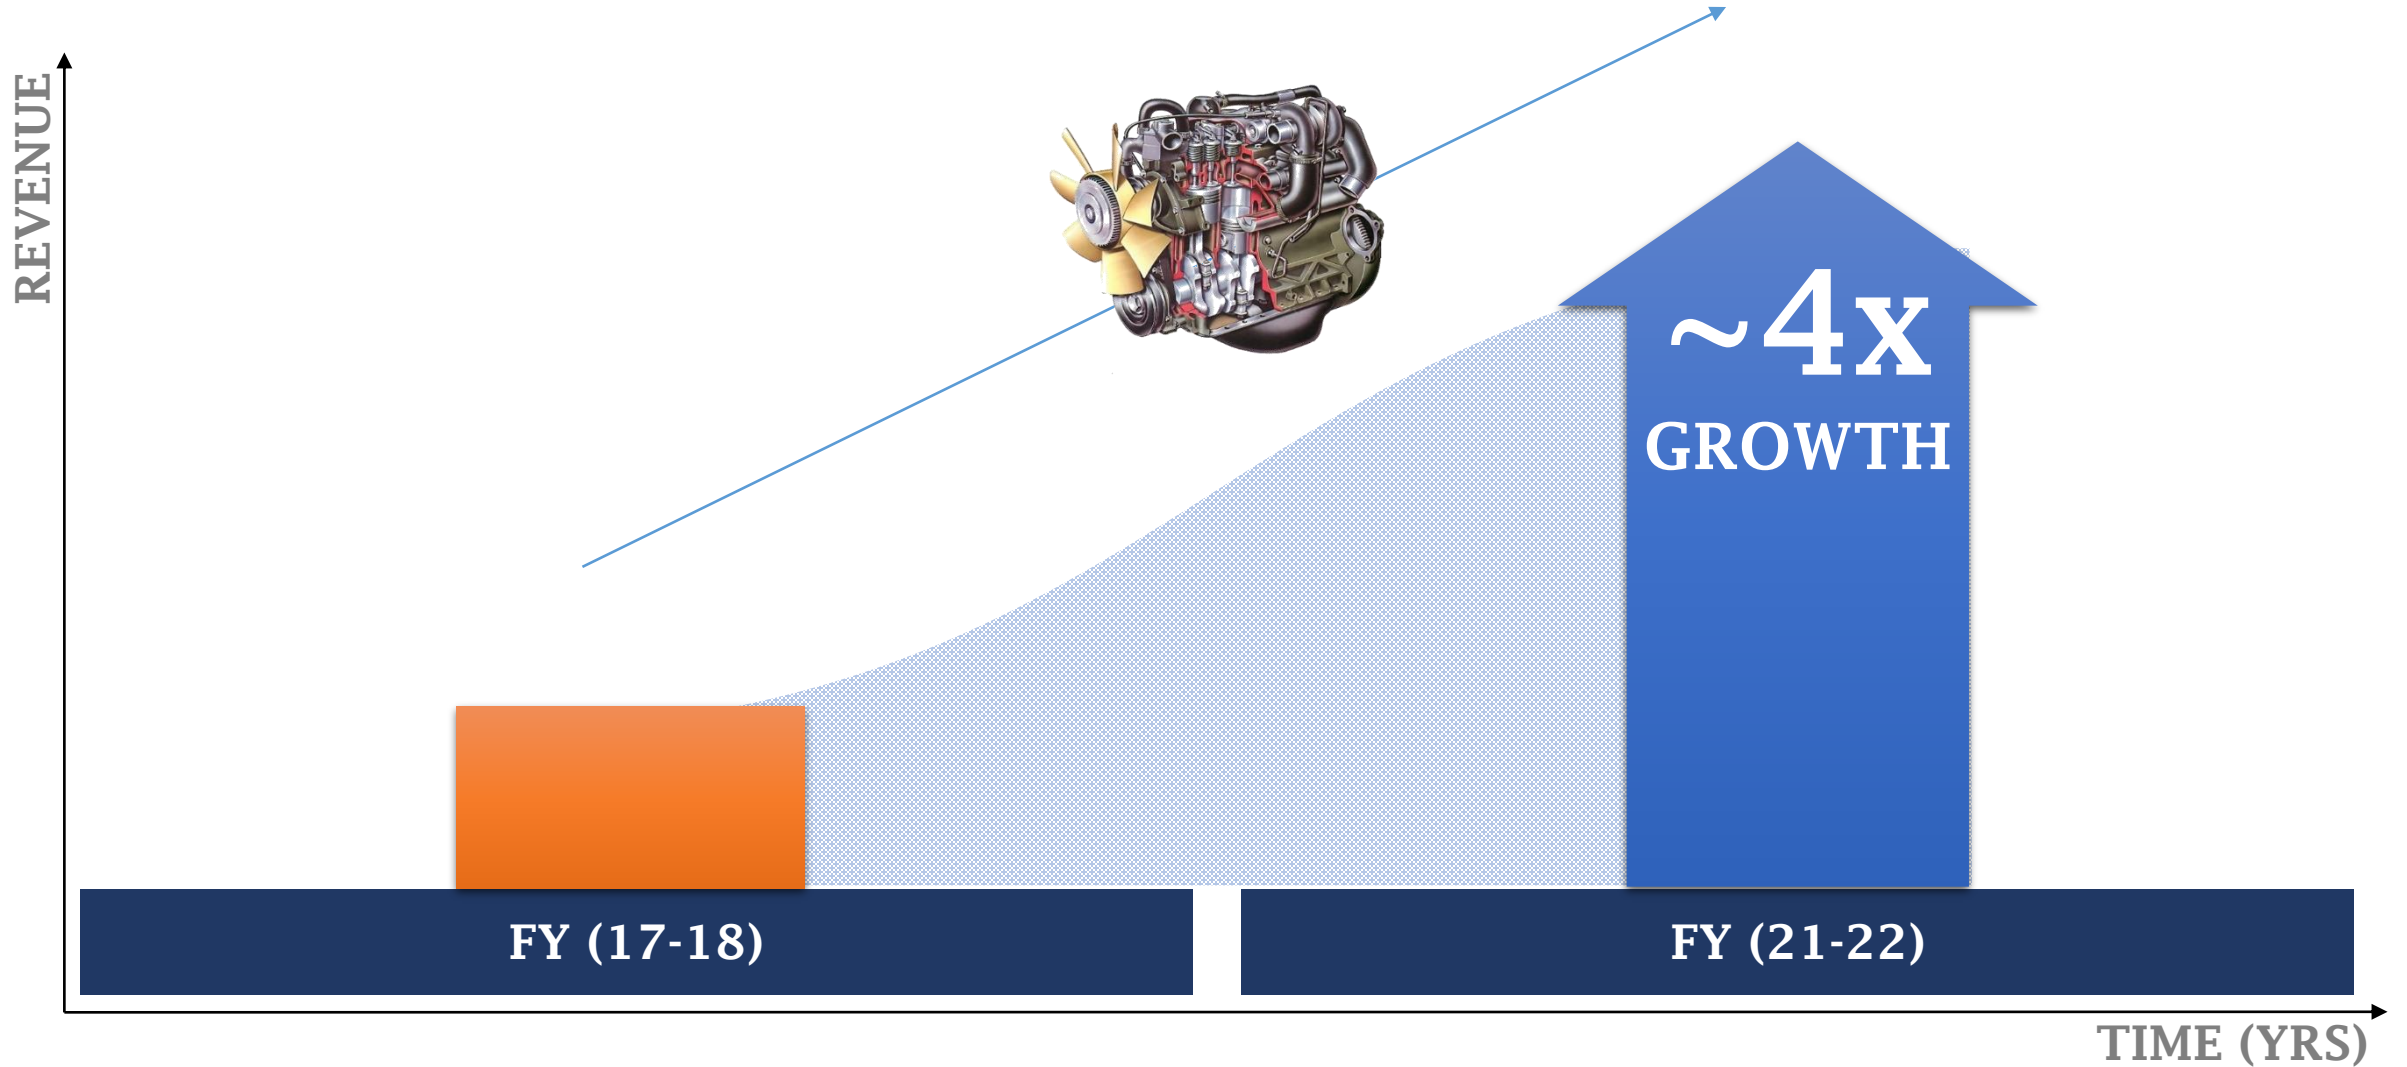 REVENUE
~4x
GROWTH
FY (17-18)
FY (21-22)
TIME (YRS)